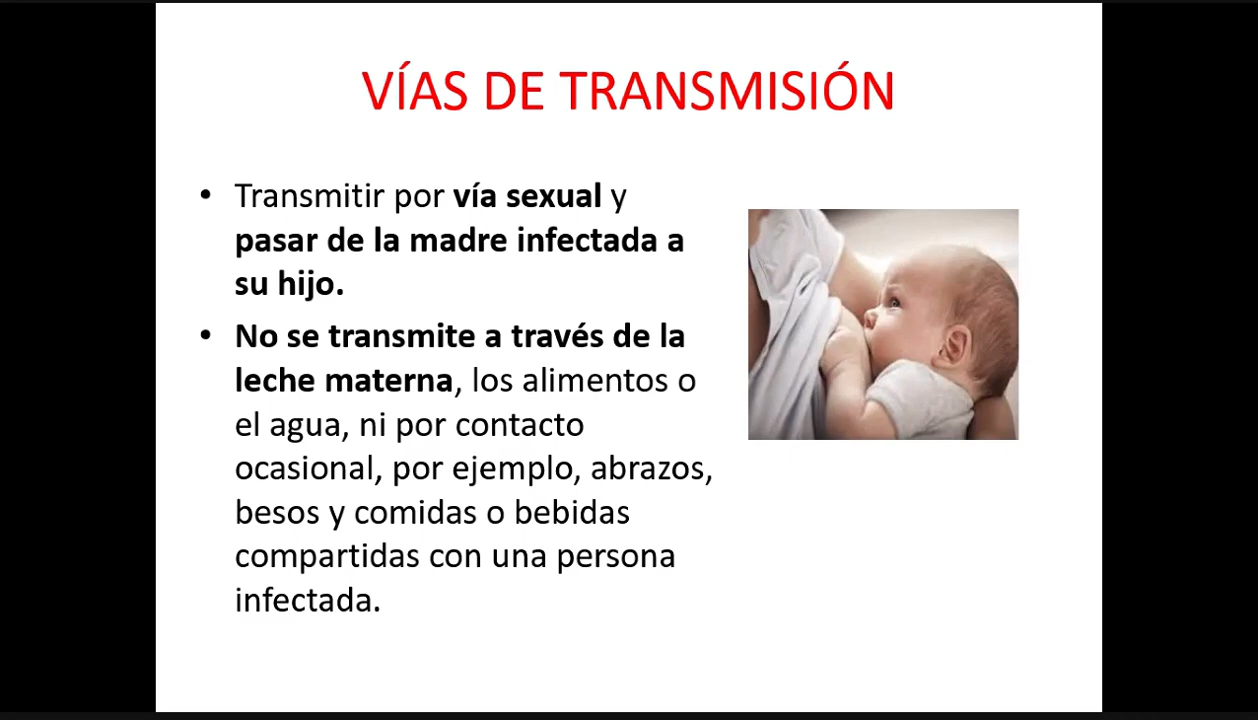 VÍAS DE TRANSMISIÓN
• Transmitir por vía sexual y
pasar de la madre infectada a
su hijo.
• No se transmite a través de la
leche materna, los alimentos o
el agua, ni por contacto
ocasional, por ejemplo, abrazos,
besos y comidas o bebidas
compartidas con una persona
infectada.